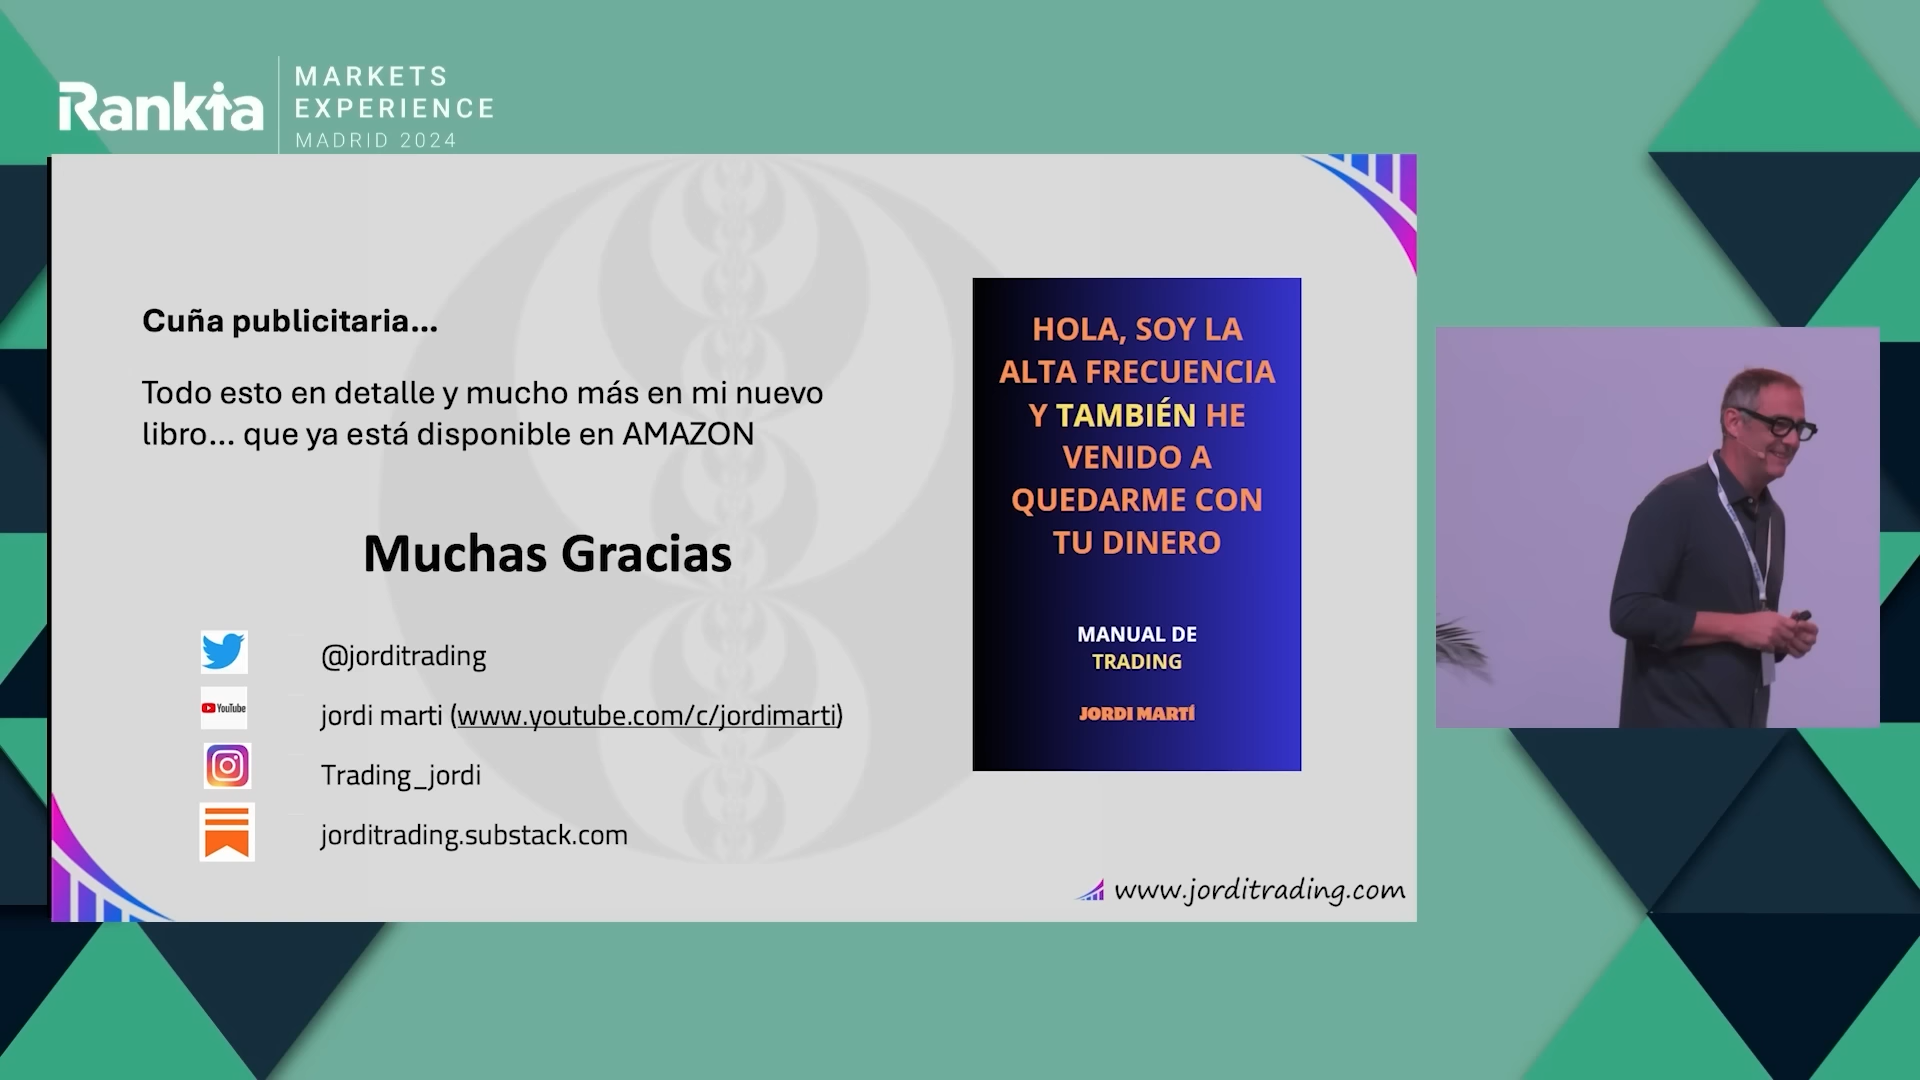 Rankia
MARKETS
EXPERIENCE
MADRID 2024
Cuña publicitaria...
Todo esto en detalle y mucho más en mi nuevo
libro... que ya está disponible en AMAZON
Muchas Gracias
@jorditrading
YouTube
jordi marti (www.youtube.com/c/jordimarti)
Trading_jordi
jorditrading.substack.com
HOLA, SOY LA
ALTA FRECUENCIA
Y TAMBIÉN HE
VENIDO A
QUEDARME CON
TU DINERO
MANUAL DE
TRADING
JORDI MARTÍ
www.jorditrading.com